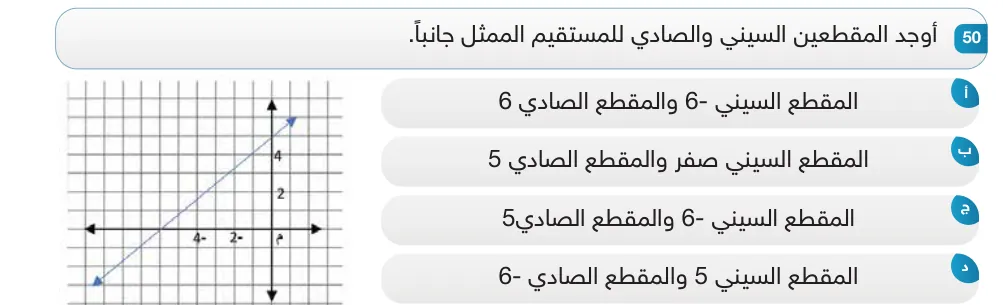 50 أوجد المقطعين السيني والصادي للمستقيم الممثل جانباً.
أ المقطع السيني -6 والمقطع الصادي 6
ب المقطع السيني صفر والمقطع الصادي 5
ج المقطع السيني -6 والمقطع الصادي5
د المقطع السيني 5 والمقطع الصادي -6
4
2
-4 -2 م